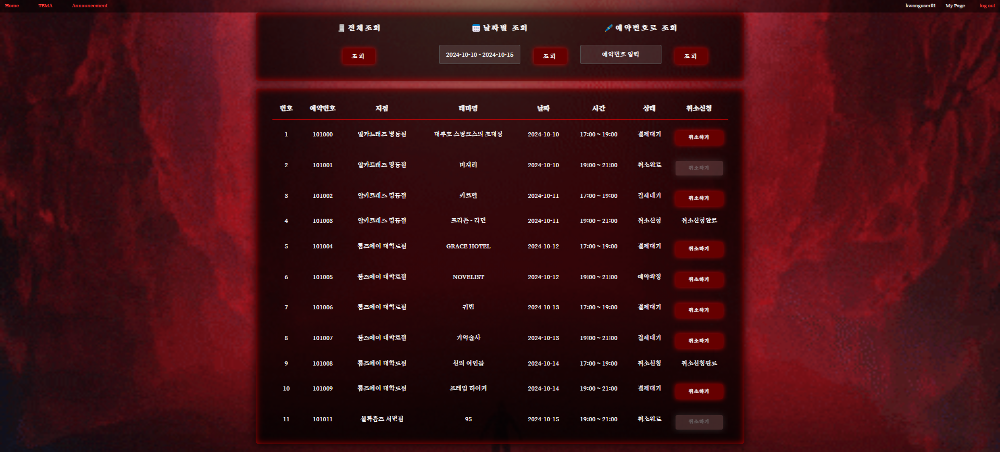 Home TEMA Announcement kwanguser01 My Page log out
전체조회 날짜별 조회 예약번호로 조회
조회 2024-10-10 - 2024-10-15 조회 예약번호 입력 조회
번호 예약번호 지점 테마명 날짜 시간 상태 취소신청
1 101000 알카트래즈 명동점 대부호 스핑크스의 초대장 2024-10-10 17:00 ~ 19:00 결제대기 취소하기
2 101001 알카트래즈 명동점 미저리 2024-10-10 19:00 ~ 21:00 취소완료 취소하기
3 101002 알카트래즈 명동점 카르텔 2024-10-11 17:00 ~ 19:00 결제대기 취소하기
4 101003 알카트래즈 명동점 프리즌 - 리턴 2024-10-11 19:00 ~ 21:00 취소신청 취소신청완료
5 101004 룸즈에이 대학로점 GRACE HOTEL 2024-10-12 17:00 ~ 19:00 결제대기 취소하기
6 101005 룸즈에이 대학로점 NOVELIST 2024-10-12 19:00 ~ 21:00 예약확정 취소하기
7 101006 룸즈에이 대학로점 귀빈 2024-10-13 17:00 ~ 19:00 결제대기 취소하기
8 101007 룸즈에이 대학로점 기억술사 2024-10-13 19:00 ~ 21:00 결제대기 취소하기
9 101008 룸즈에이 대학로점 신의 여인들 2024-10-14 17:00 ~ 19:00 취소신청 취소신청완료
10 101009 룸즈에이 대학로점 프레임 하이커 2024-10-14 19:00 ~ 21:00 결제대기 취소하기
11 101011 셜록홈즈 서면점 95 2024-10-15 19:00 ~ 21:00 취소완료 취소하기